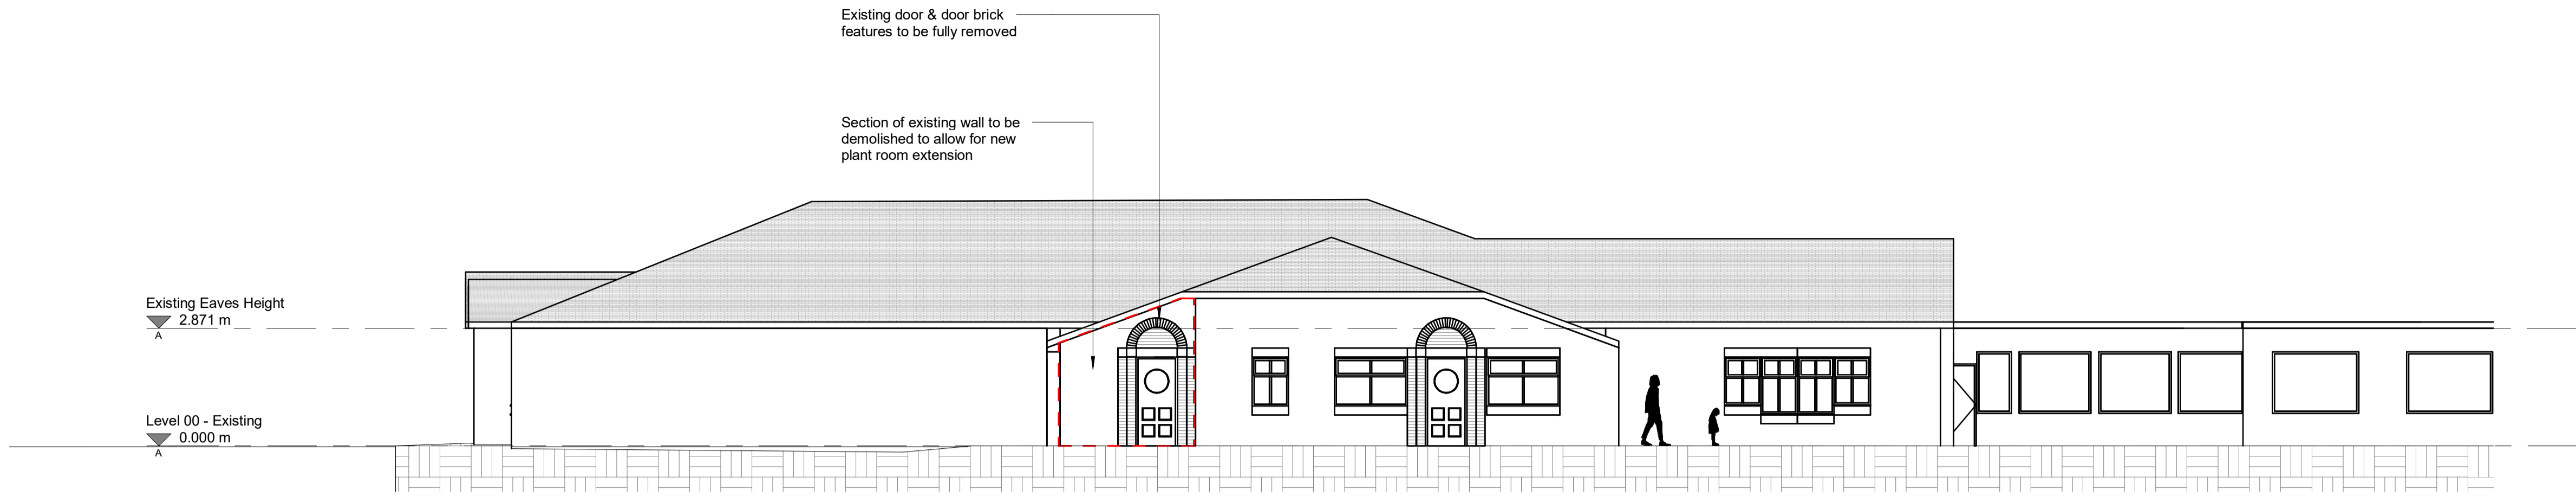 Existing door & door brick
features to be fully removed
Section of existing wall to be
demolished to allow for new
plant room extension
Existing Eaves Height
2.871 m
A
Level 00 - Existing
0.000 m
A